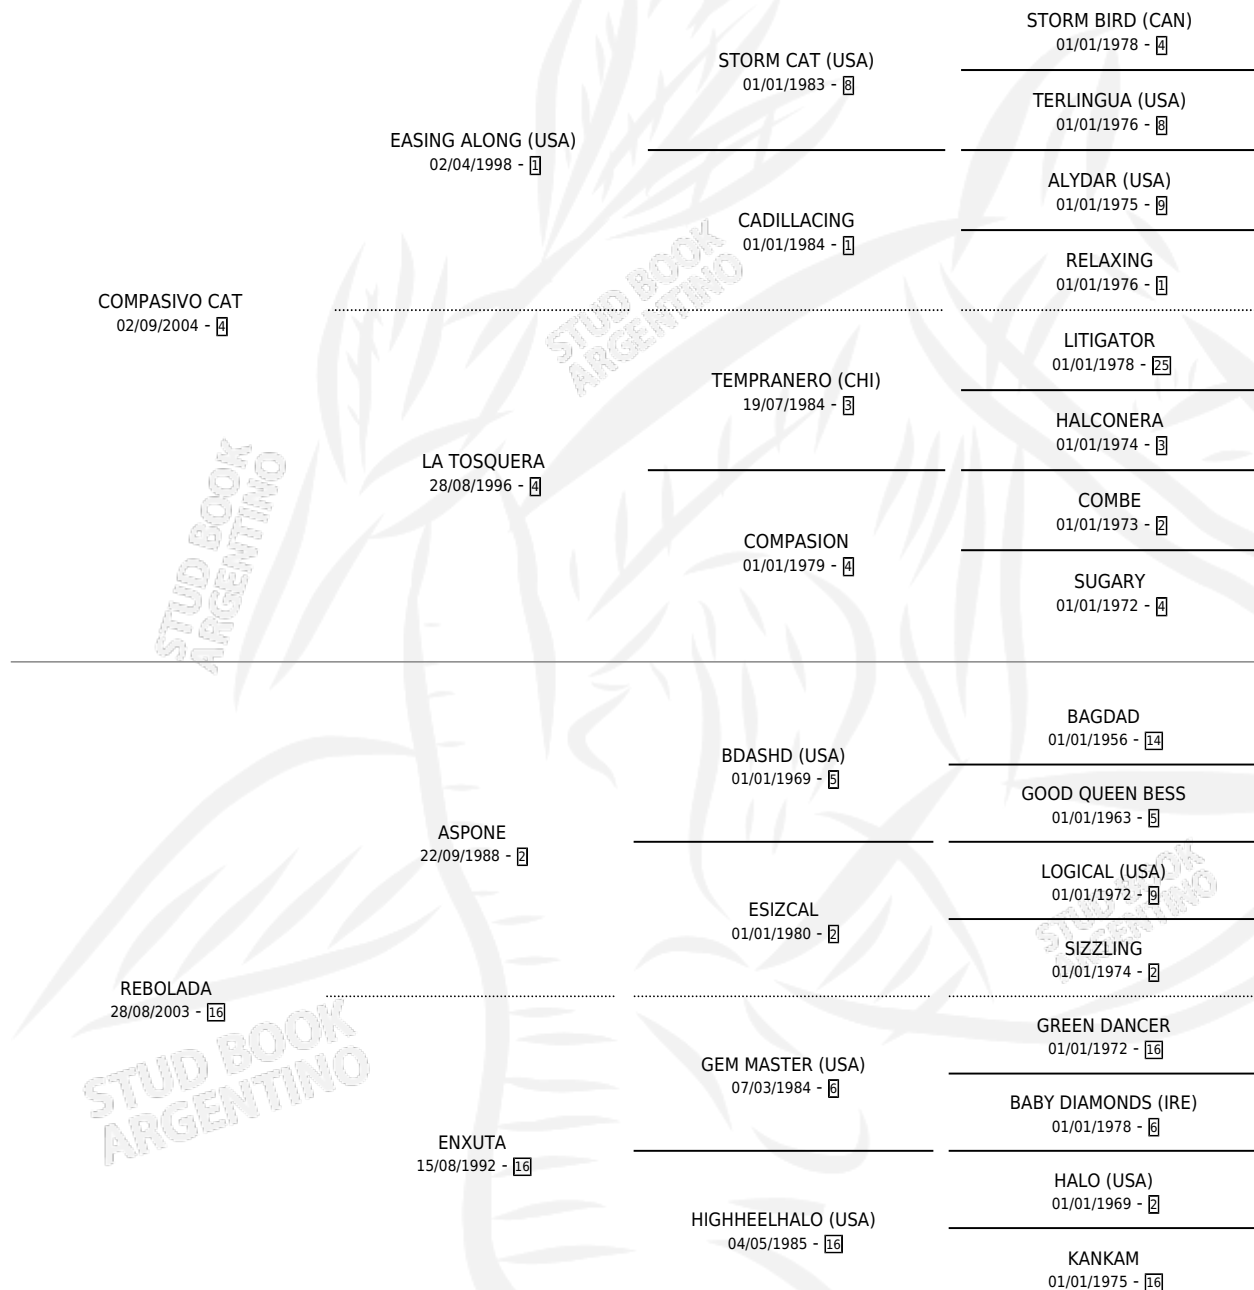 STORM BIRD (CAN)
01/01/1978 - 4
STORM CAT (USA)
01/01/1983 - 8
TERLINGUA (USA)
01/01/1976 - 8
EASING ALONG (USA)
02/04/1998 - 1
ALYDAR (USA)
01/01/1975 - 9
CADILLACING
01/01/1984 - 1
RELAXING
01/01/1976 - 1
STUD BOOK
ARGENTINO
COMPASIVO CAT
02/09/2004 - 4
LITIGATOR
01/01/1978 - 25
TEMPRANERO (CHI)
19/07/1984 - 3
HALCONERA
01/01/1974 - 3
LA TOSQUERA
28/08/1996 - 4
COMBE
01/01/1973 - 2
COMPASION
01/01/1979 - 4
SUGARY
01/01/1972 - 4
STUD BOOK
ARGENTINO
BAGDAD
01/01/1956 - 14
BDASHD (USA)
01/01/1969 - 5
GOOD QUEEN BESS
01/01/1963 - 5
ASPONE
22/09/1988 - 2
LOGICAL (USA)
01/01/1972 - 9
ESIZCAL
01/01/1980 - 2
SIZZLING
01/01/1974 - 2
STUD BOOK
ARGENTINO
REBOLADA
28/08/2003 - 16
GREEN DANCER
01/01/1972 - 16
GEM MASTER (USA)
07/03/1984 - 6
BABY DIAMONDS (IRE)
01/01/1978 - 6
STUD BOOK
ARGENTINO
ENXUTA
15/08/1992 - 16
HALO (USA)
01/01/1969 - 2
HIGHHEELHALO (USA)
04/05/1985 - 16
KANKAM
01/01/1975 - 16